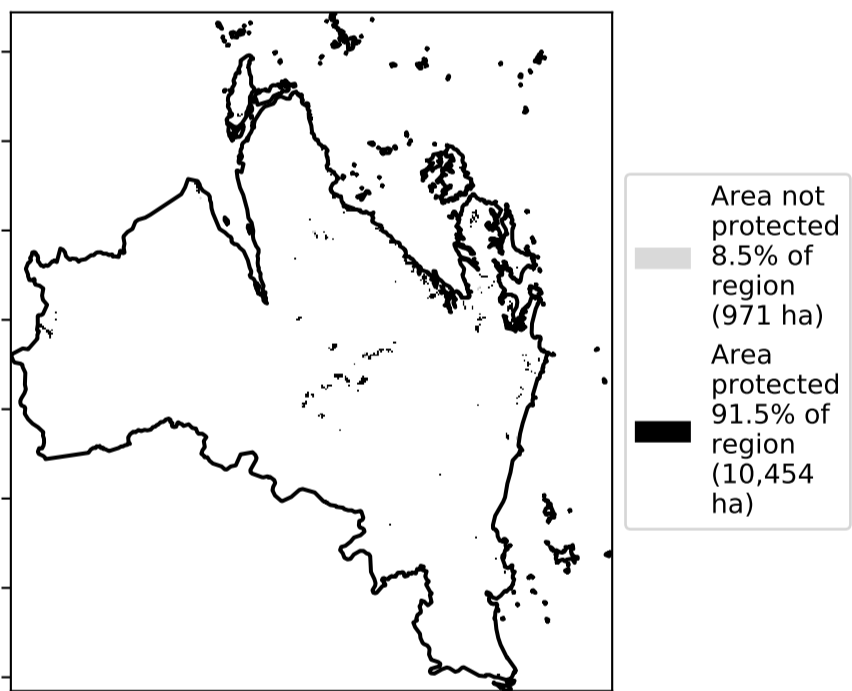 Area not
protected
8.5% of
region
(971 ha)
Area
protected
91.5% of
region
(10,454
ha)